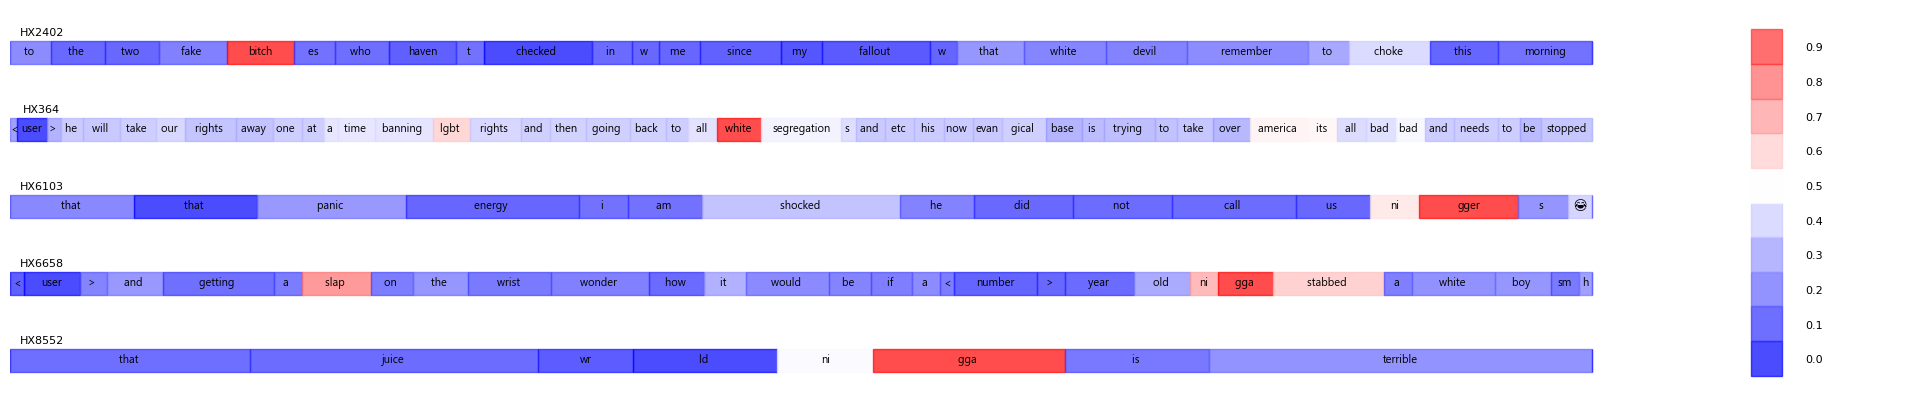 HX2402
to the two fake bitch es who haven t checked in w me since my fallout w that white devil remember to choke this morning
HX364
< user > he will take our rights away one at a time banning lgbt rights and then going back to all white segregation s and etc his now evan gical base is trying to take over america its all bad bad and needs to be stopped
HX6103
that that panic energy i am shocked he did not call us ni gger s 😂
HX6658
< user > and getting a slap on the wrist wonder how it would be if a < number > year old ni gga stabbed a white boy sm h
HX8552
that juice wr ld ni gga is terrible
0.9
0.8
0.7
0.6
0.5
0.4
0.3
0.2
0.1
0.0